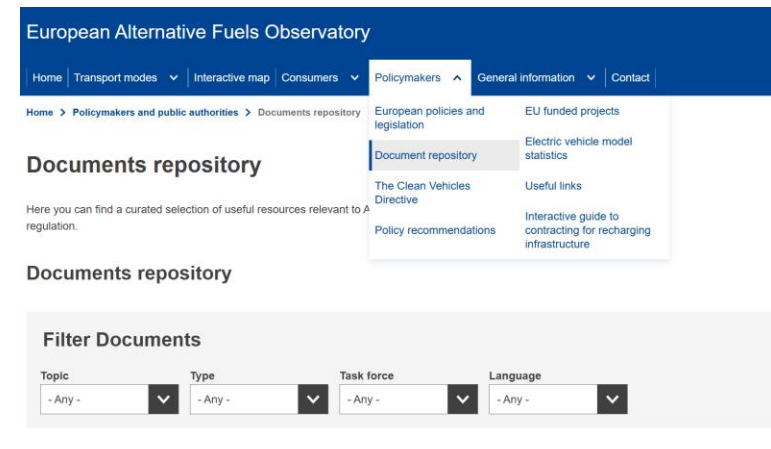 European Alternative Fuels Observatory
Home Transport modes Interactive map Consumers Policymakers General information Contact
Home > Policymakers and public authorities > Documents repository
European policies and
legislation
Document repository
The Clean Vehicles
Directive
Policy recommendations
EU funded projects
Electric vehicle model
statistics
Useful links
Interactive guide to
contracting for recharging
infrastructure
Documents repository
Here you can find a curated selection of useful resources relevant to A
regulation.
Documents repository
Filter Documents
Topic Type Task force Language
- Any - - Any - - Any - - Any -